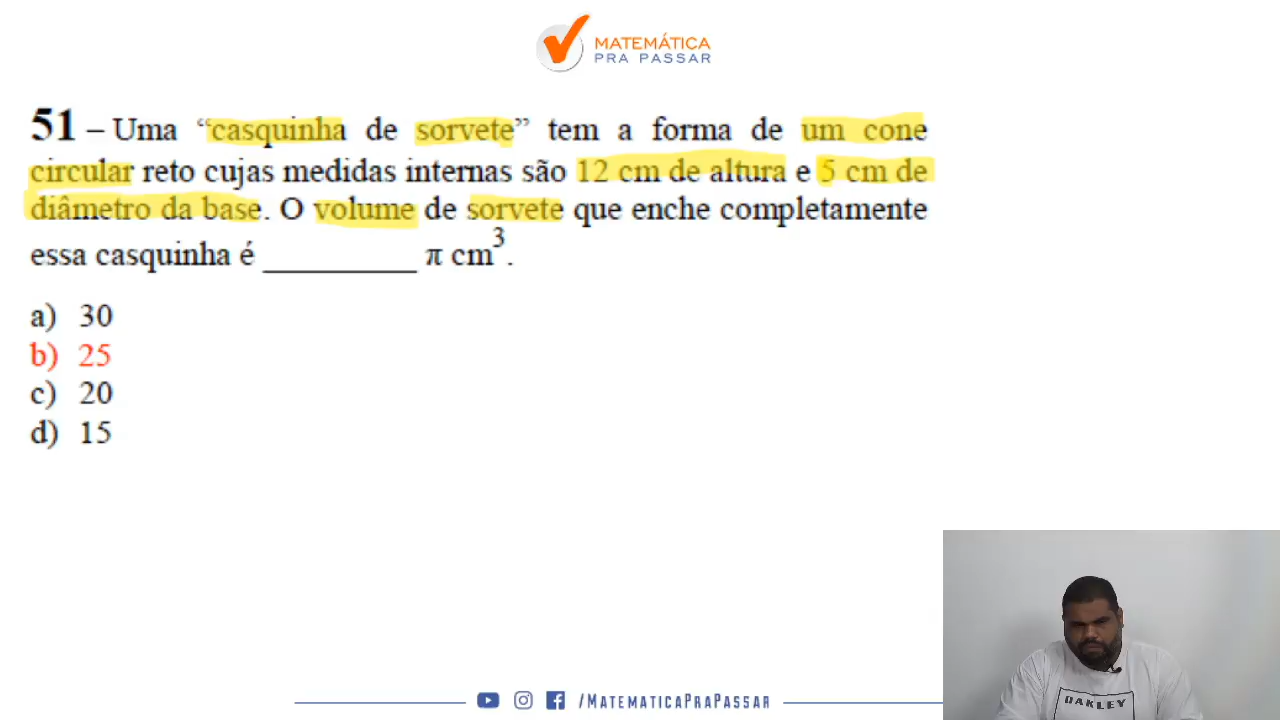 MATEMÁTICA
PRA PASSAR
51 – Uma “casquinha de sorvete” tem a forma de um cone
circular reto cujas medidas internas são 12 cm de altura e 5 cm de
diâmetro da base. O volume de sorvete que enche completamente
essa casquinha é __________ π cm³.
a) 30
b) 25
c) 20
d) 15
OAKLEY
/MATEMATICAPRAPASSAR